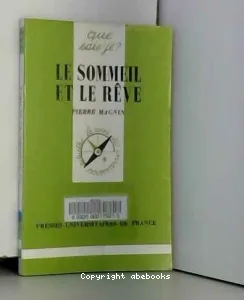 que
sais-je?
LE SOMMEIL
ET LE RÊVE
PIERRE MAGNIN
PRESSES UNIVERSITAIRES DE FRANCE
Copyright abebooks